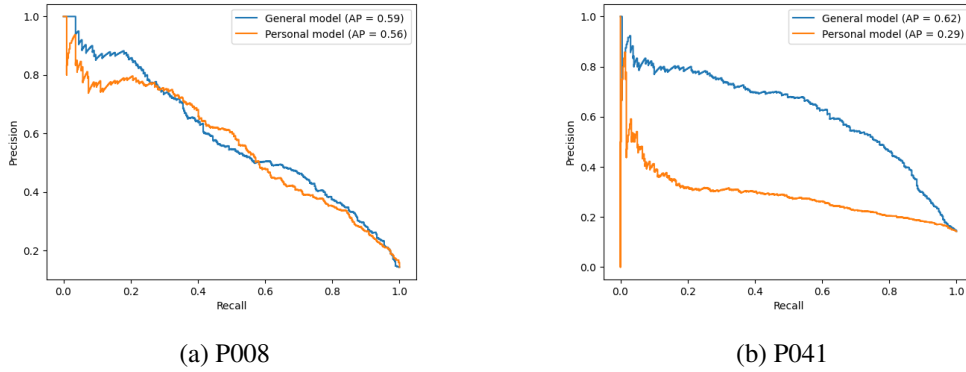 General model (AP = 0.59)
Personal model (AP = 0.56)
1.0
0.8
0.6
0.4
0.2
Precision
0.0 0.2 0.4 0.6 0.8 1.0
Recall
(a) P008
General model (AP = 0.62)
Personal model (AP = 0.29)
1.0
0.8
0.6
0.4
0.2
0.0
Precision
0.0 0.2 0.4 0.6 0.8 1.0
Recall
(b) P041